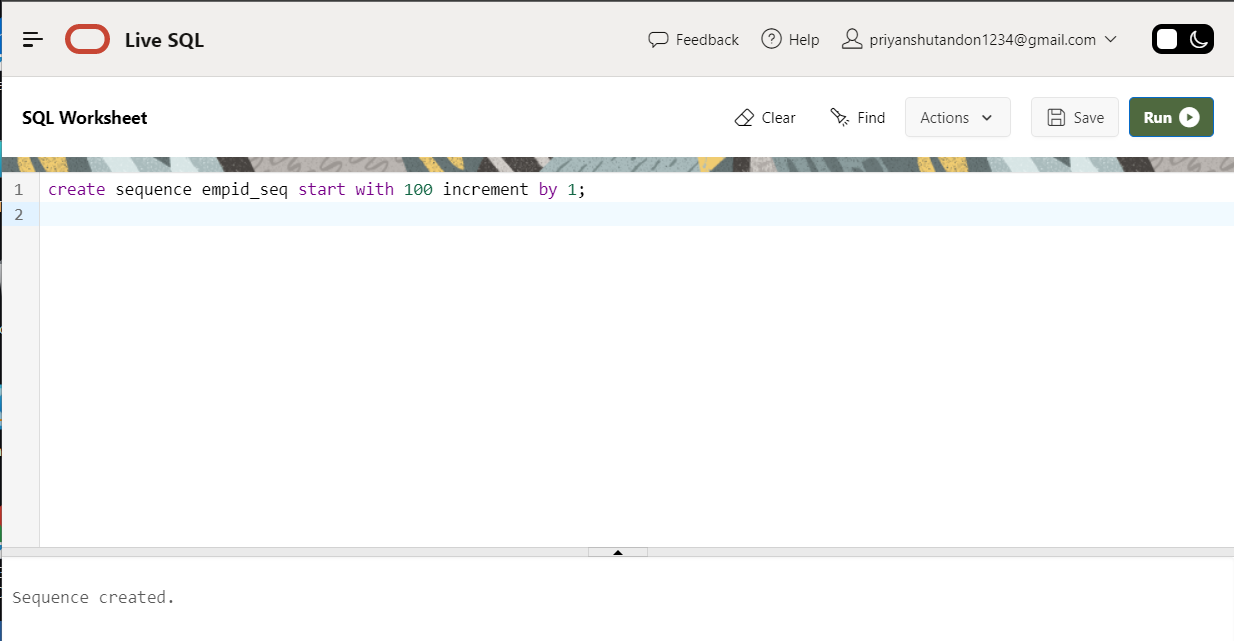 Live SQL
Feedback
Help
priyanshutandon1234@gmail.com
SQL Worksheet
Clear
Find
Actions
Save
Run
1 create sequence empid_seq start with 100 increment by 1;
2
Sequence created.